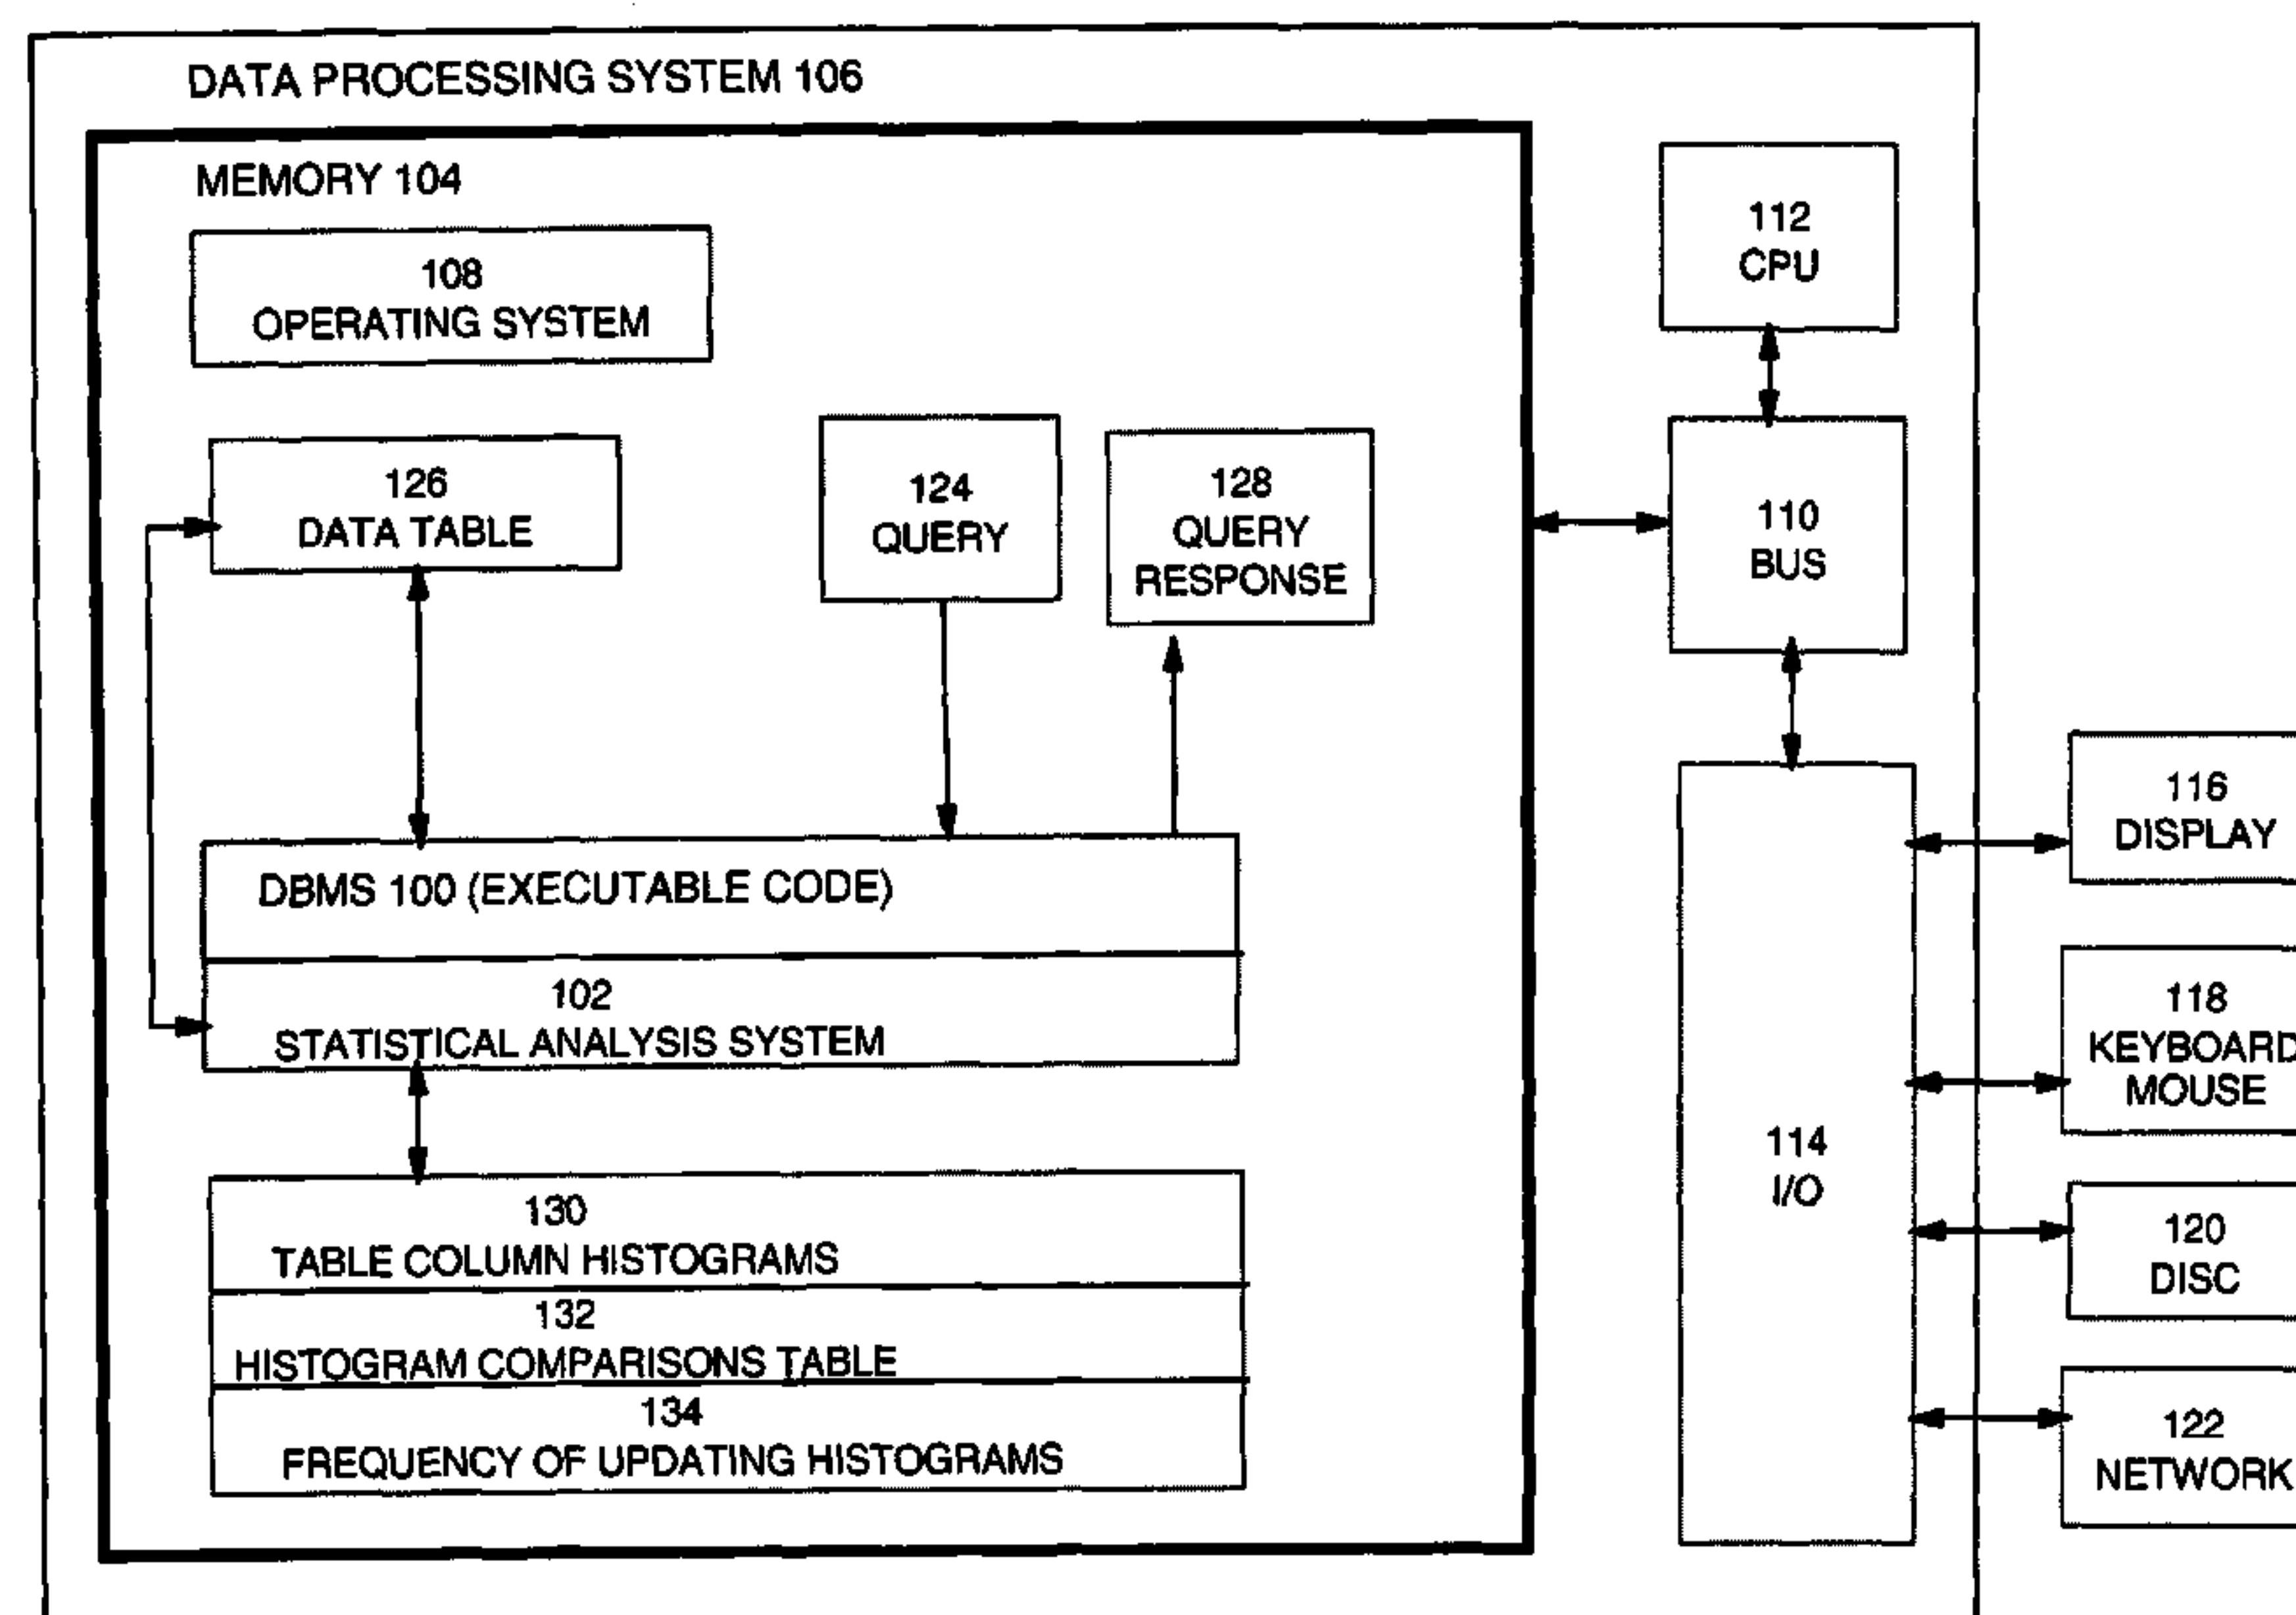 DATA PROCESSING SYSTEM 106
MEMORY 104
108
OPERATING SYSTEM
126
DATA TABLE
124
QUERY
128
QUERY
RESPONSE
DBMS 100 (EXECUTABLE CODE)
102
STATISTICAL ANALYSIS SYSTEM
130
TABLE COLUMN HISTOGRAMS
132
HISTOGRAM COMPARISONS TABLE
134
FREQUENCY OF UPDATING HISTOGRAMS
112
CPU
110
BUS
114
I/O
116
DISPLAY
118
KEYBOARD
MOUSE
120
DISC
122
NETWORK